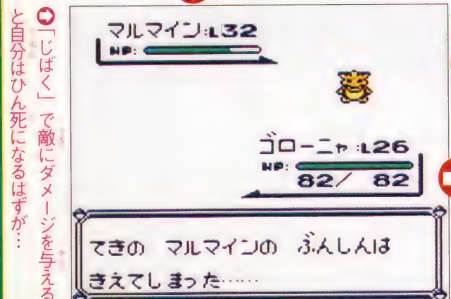 ➲「じばく」で敵にダメージを与える
と自分はひん死になるはずが…
マルマイン:L32
HP:
ゴローニャ:L26
HP:
82/ 82
てきの マルマインの ぶんしんは
きえてしまった……